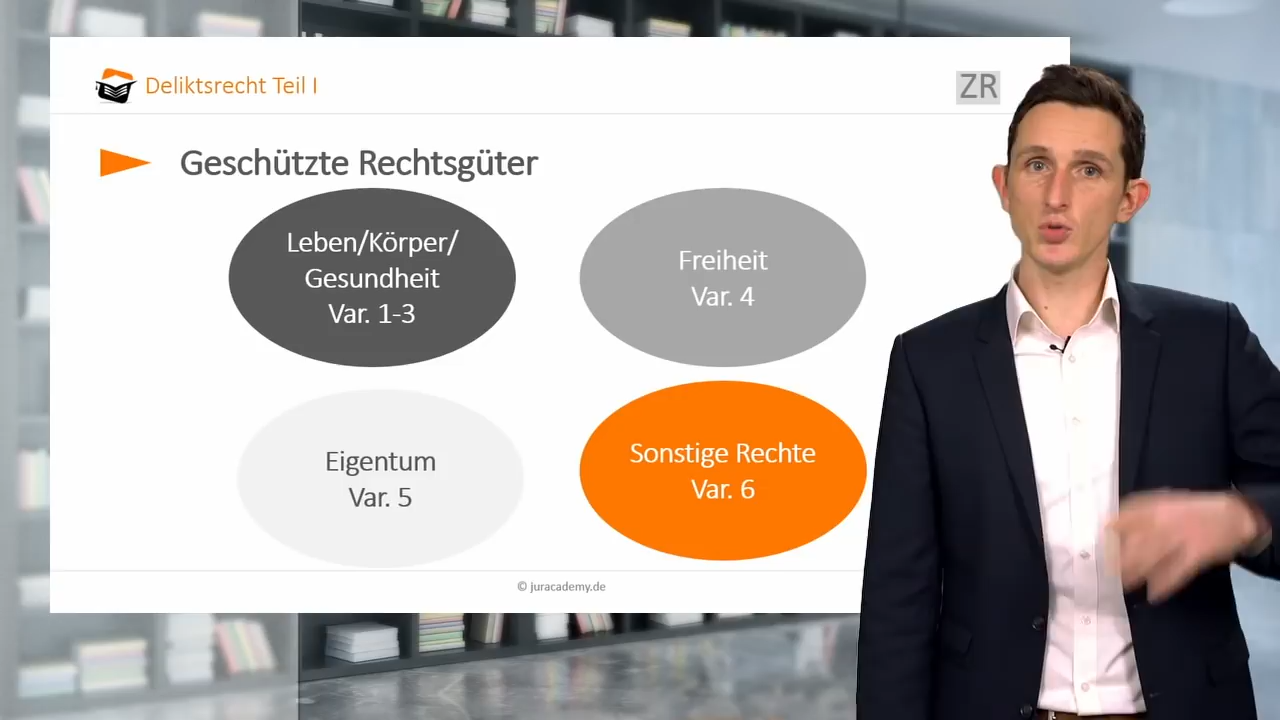 Deliktsrecht Teil I
ZR
Geschützte Rechtsgüter
Leben/Körper/
Gesundheit
Var. 1-3
Freiheit
Var. 4
Eigentum
Var. 5
Sonstige Rechte
Var. 6
© juracademy.de